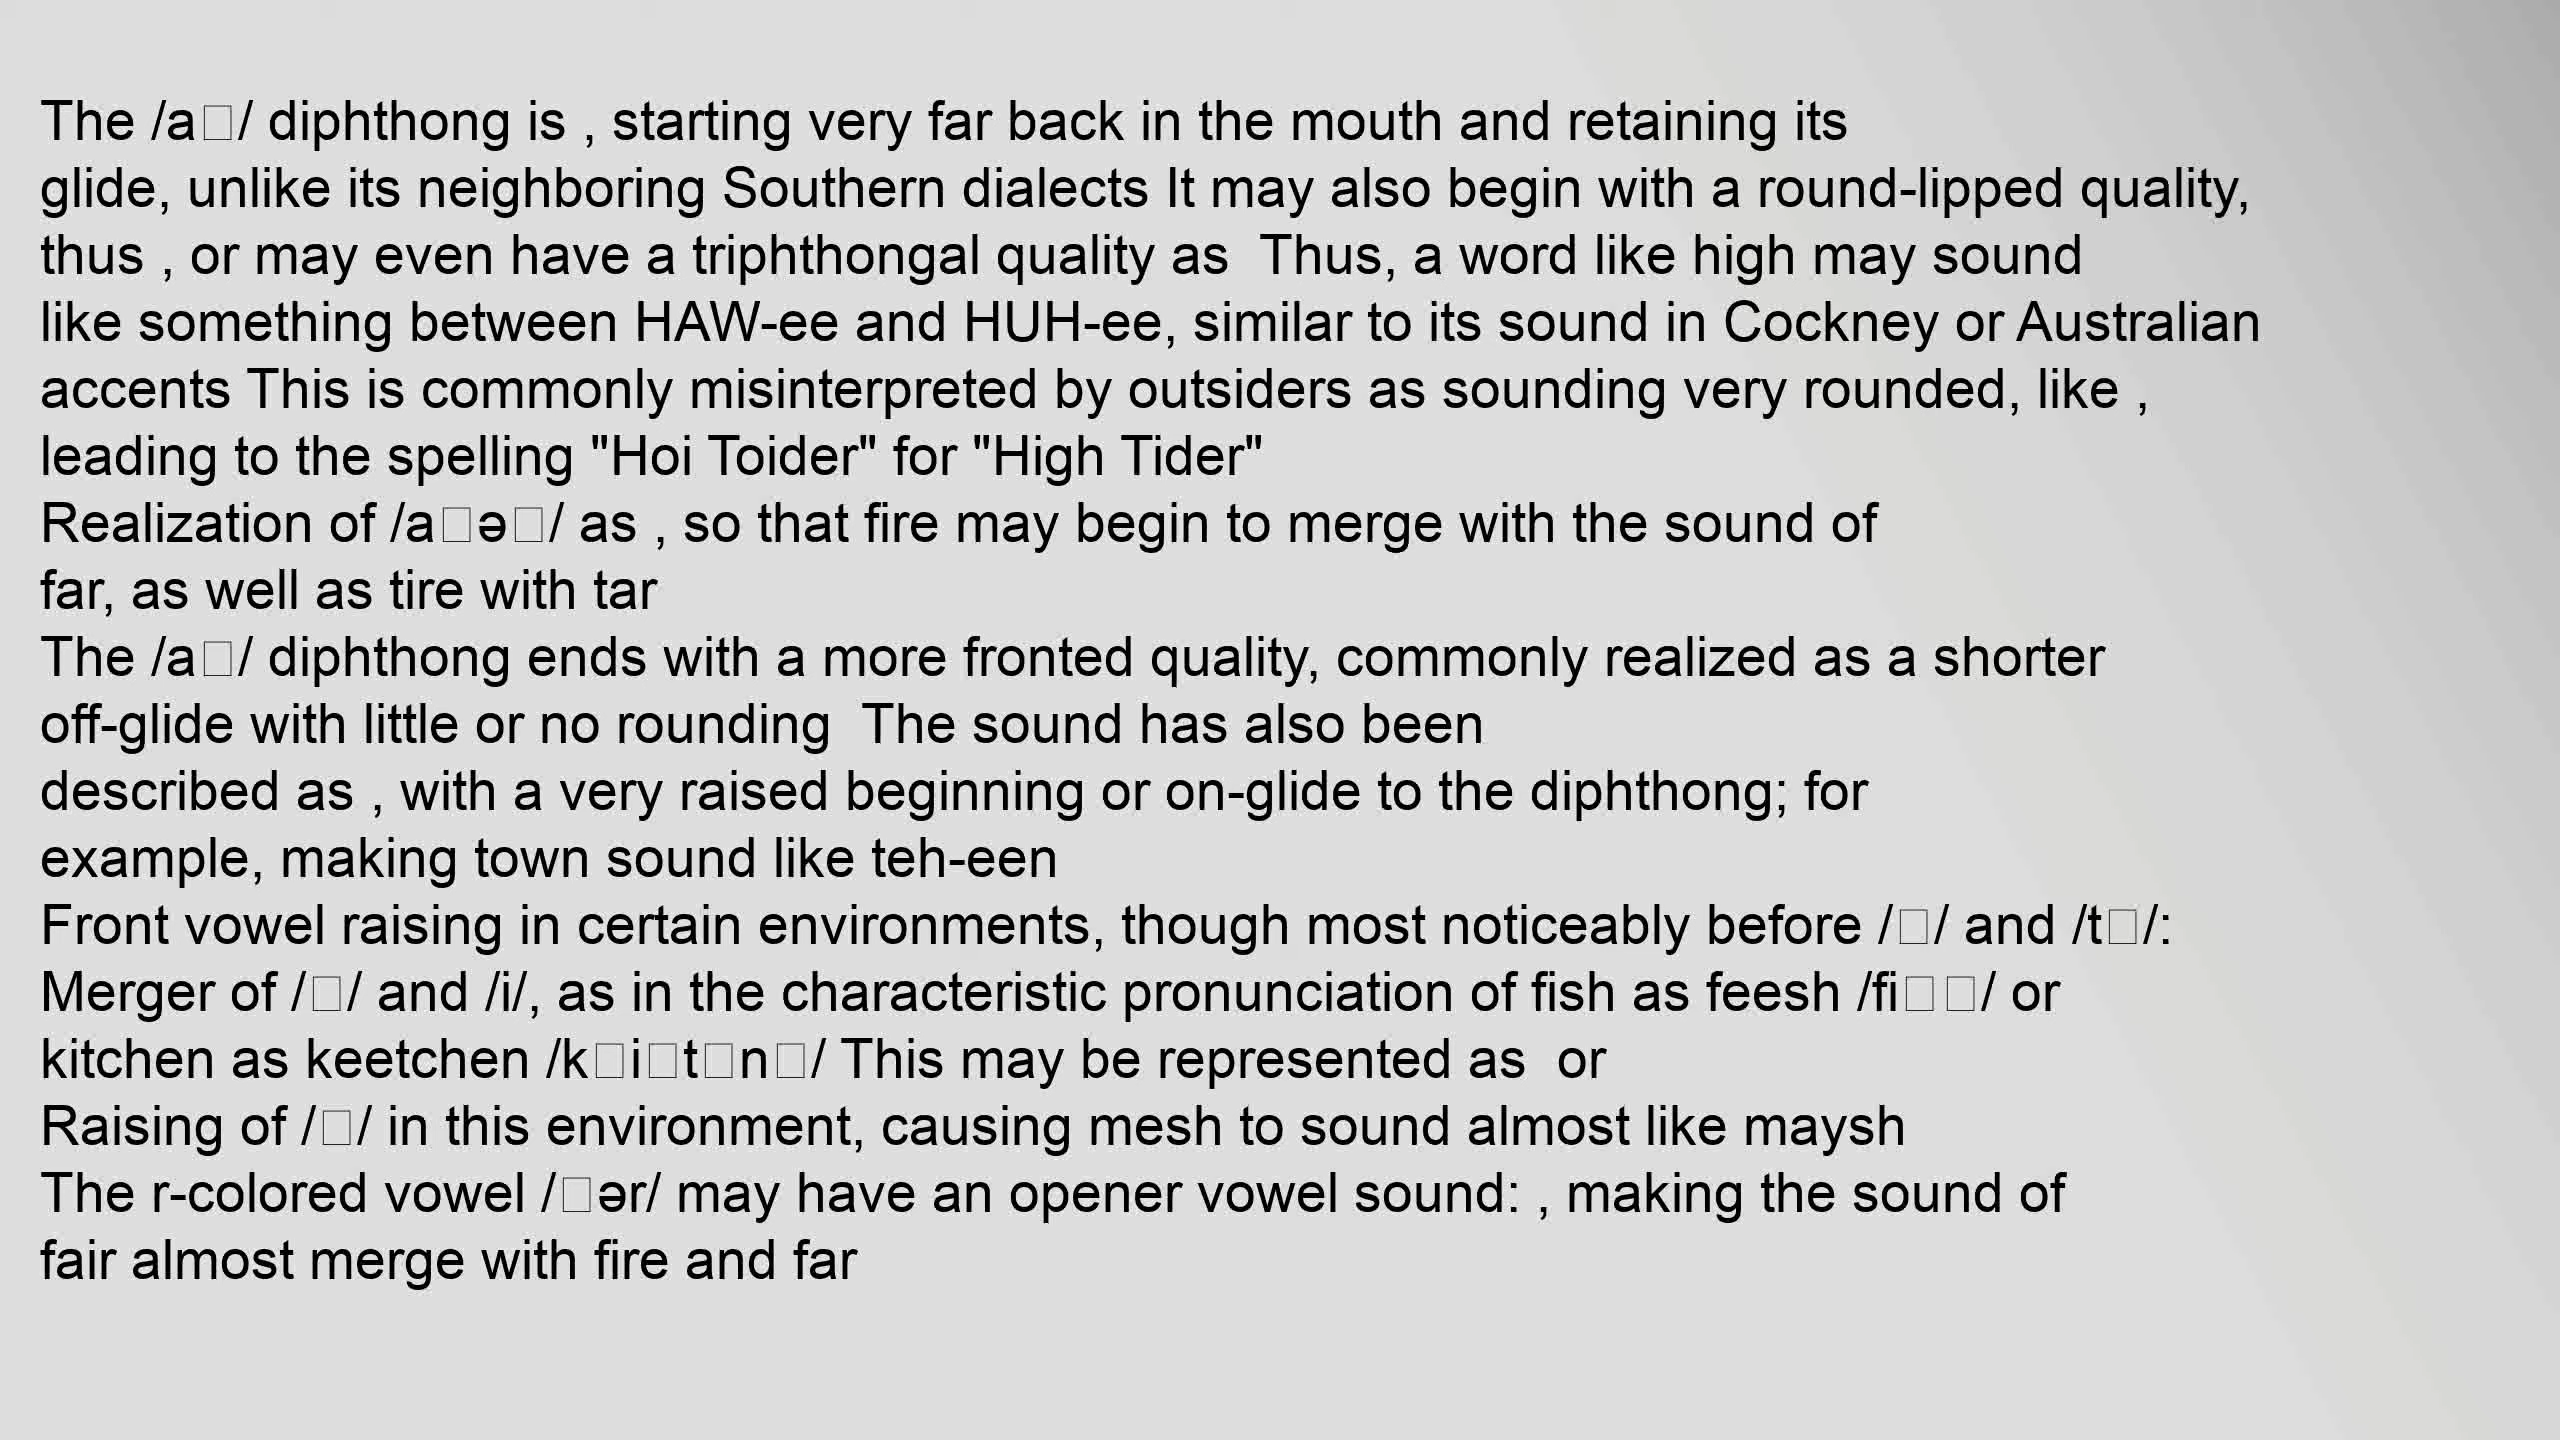 The /a□/ diphthong is , starting very far back in the mouth and retaining its
glide, unlike its neighboring Southern dialects It may also begin with a round-lipped quality,
thus , or may even have a triphthongal quality as  Thus, a word like high may sound
like something between HAW-ee and HUH-ee, similar to its sound in Cockney or Australian
accents This is commonly misinterpreted by outsiders as sounding very rounded, like ,
leading to the spelling "Hoi Toider" for "High Tider"
Realization of /a□ə□/ as , so that fire may begin to merge with the sound of
far, as well as tire with tar
The /a□/ diphthong ends with a more fronted quality, commonly realized as a shorter
off-glide with little or no rounding  The sound has also been
described as , with a very raised beginning or on-glide to the diphthong; for
example, making town sound like teh-een
Front vowel raising in certain environments, though most noticeably before /□/ and /t□/:
Merger of /□/ and /i/, as in the characteristic pronunciation of fish as feesh /fi□□/ or
kitchen as keetchen /k□i□t□n□/ This may be represented as  or
Raising of /□/ in this environment, causing mesh to sound almost like maysh
The r-colored vowel /□ər/ may have an opener vowel sound: , making the sound of
fair almost merge with fire and far